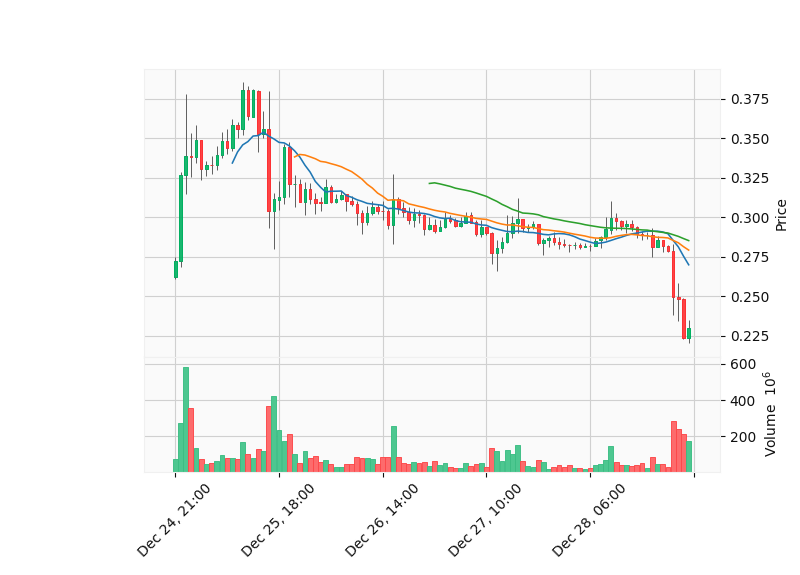 0.375
0.350
0.325
0.300
0.275
0.250
0.225
Price
600
400
200
Volume 10^6
Dec 24, 21:00
Dec 25, 18:00
Dec 26, 14:00
Dec 27, 10:00
Dec 28, 06:00